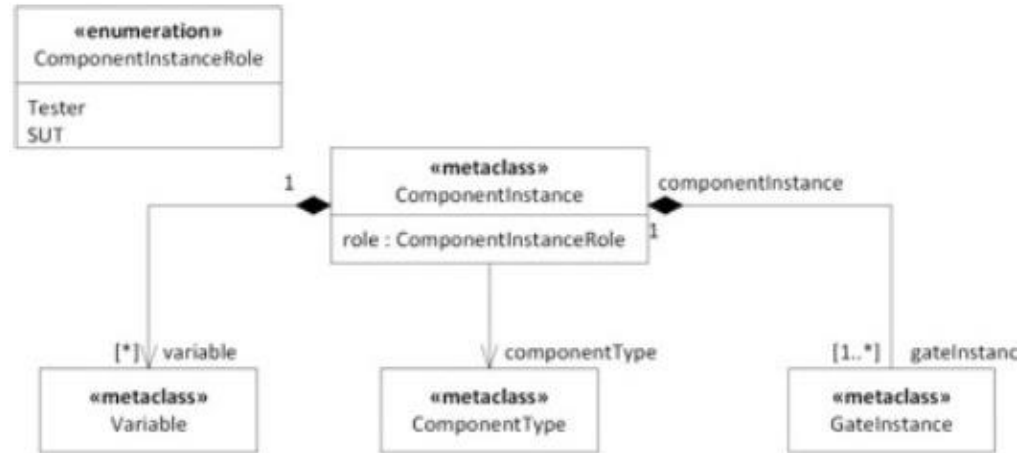 «enumeration»
ComponentInstanceRole
Tester
SUT
«metaclass»
ComponentInstance
role : ComponentInstanceRole
1
componentInstance
1
[*] variable
componentType
[1..*] gateInstanc
«metaclass»
Variable
«metaclass»
ComponentType
«metaclass»
GateInstance